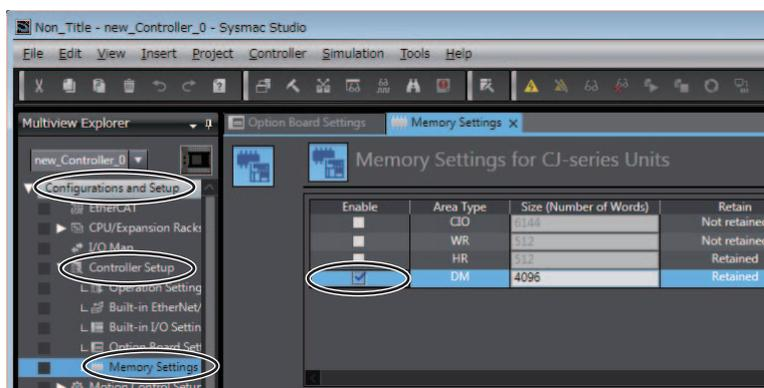 Non_Title - new_Controller_0 - Sysmac Studio
File Edit View Insert Project Controller Simulation Tools Help
Multiview Explorer
Option Board Settings
Memory Settings
new_Controller_0
Memory Settings for CJ-series Units
Configurations and Setup
EtherCAT
CPU/Expansion Racks
I/O Map
Controller Setup
Operation Setting
Built-in EtherNet/
Built-in I/O Settin
Option Board Sett
Memory Settings
Motion Control Setup
Enable Area Type Size (Number of Words) Retain
CIO 6144 Not retained
WR 512 Not retained
HR 512 Retained
DM 4096 Retained